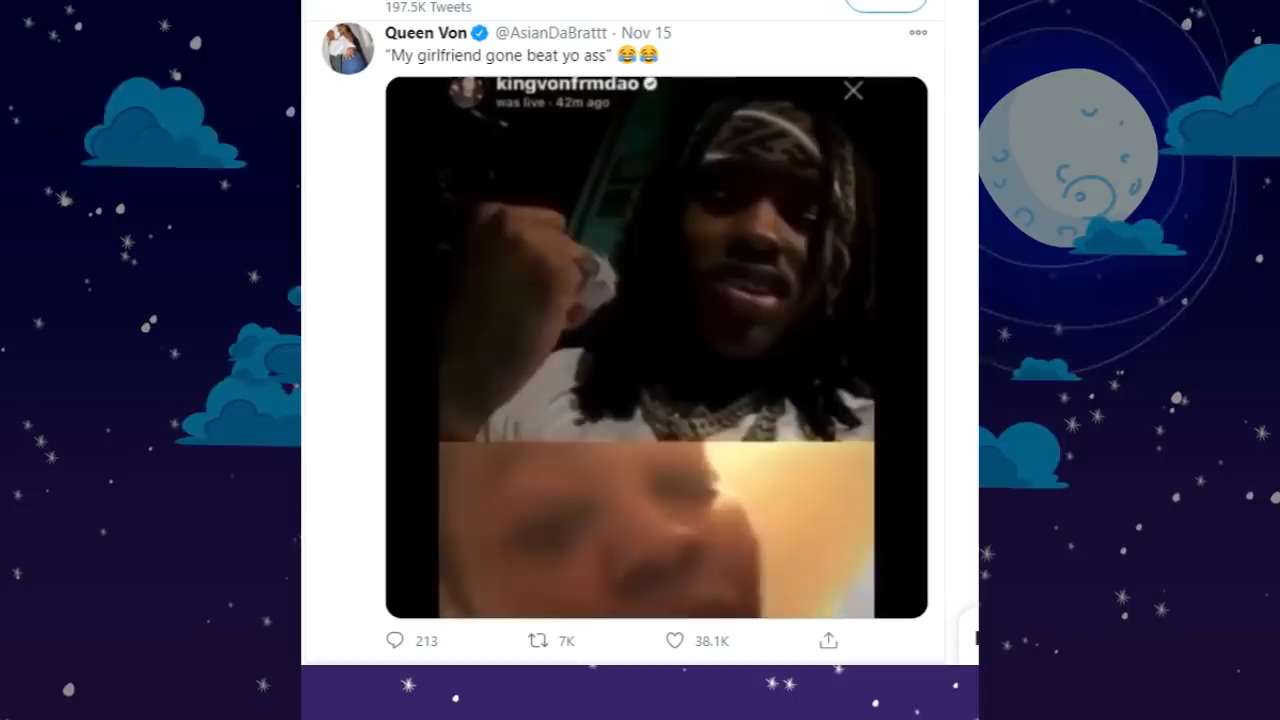 197.5K Tweets
Queen Von @AsianDaBrattt · Nov 15
“My girlfriend gone beat yo ass” 😂😂
kingvonfrmdao
was live · 42m ago
213 7K 38.1K